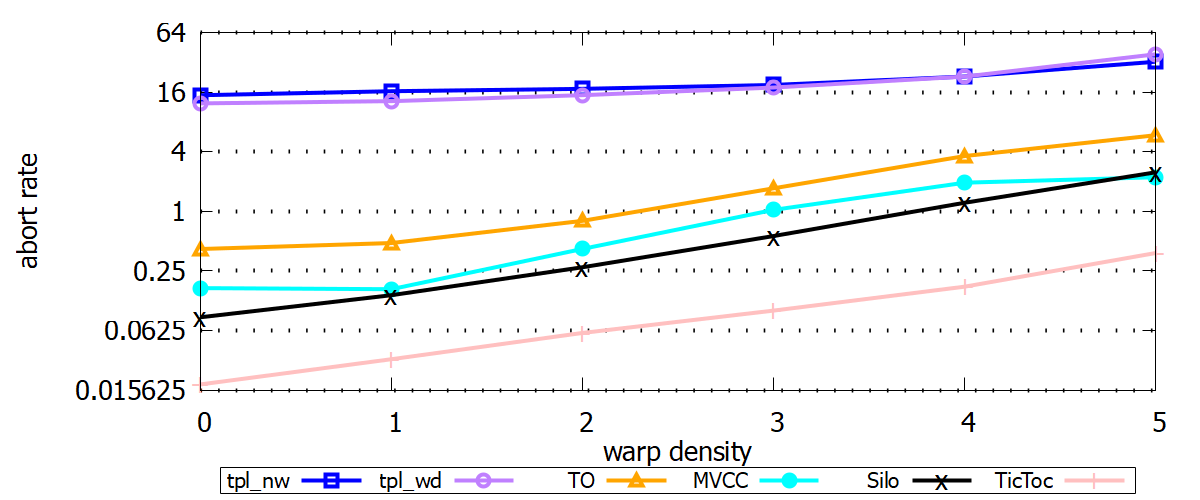 64
16
4
1
0.25
0.0625
0.015625
abort rate
0 1 2 3 4 5
warp density
tpl_nw tpl_wd TO MVCC Silo TicToc